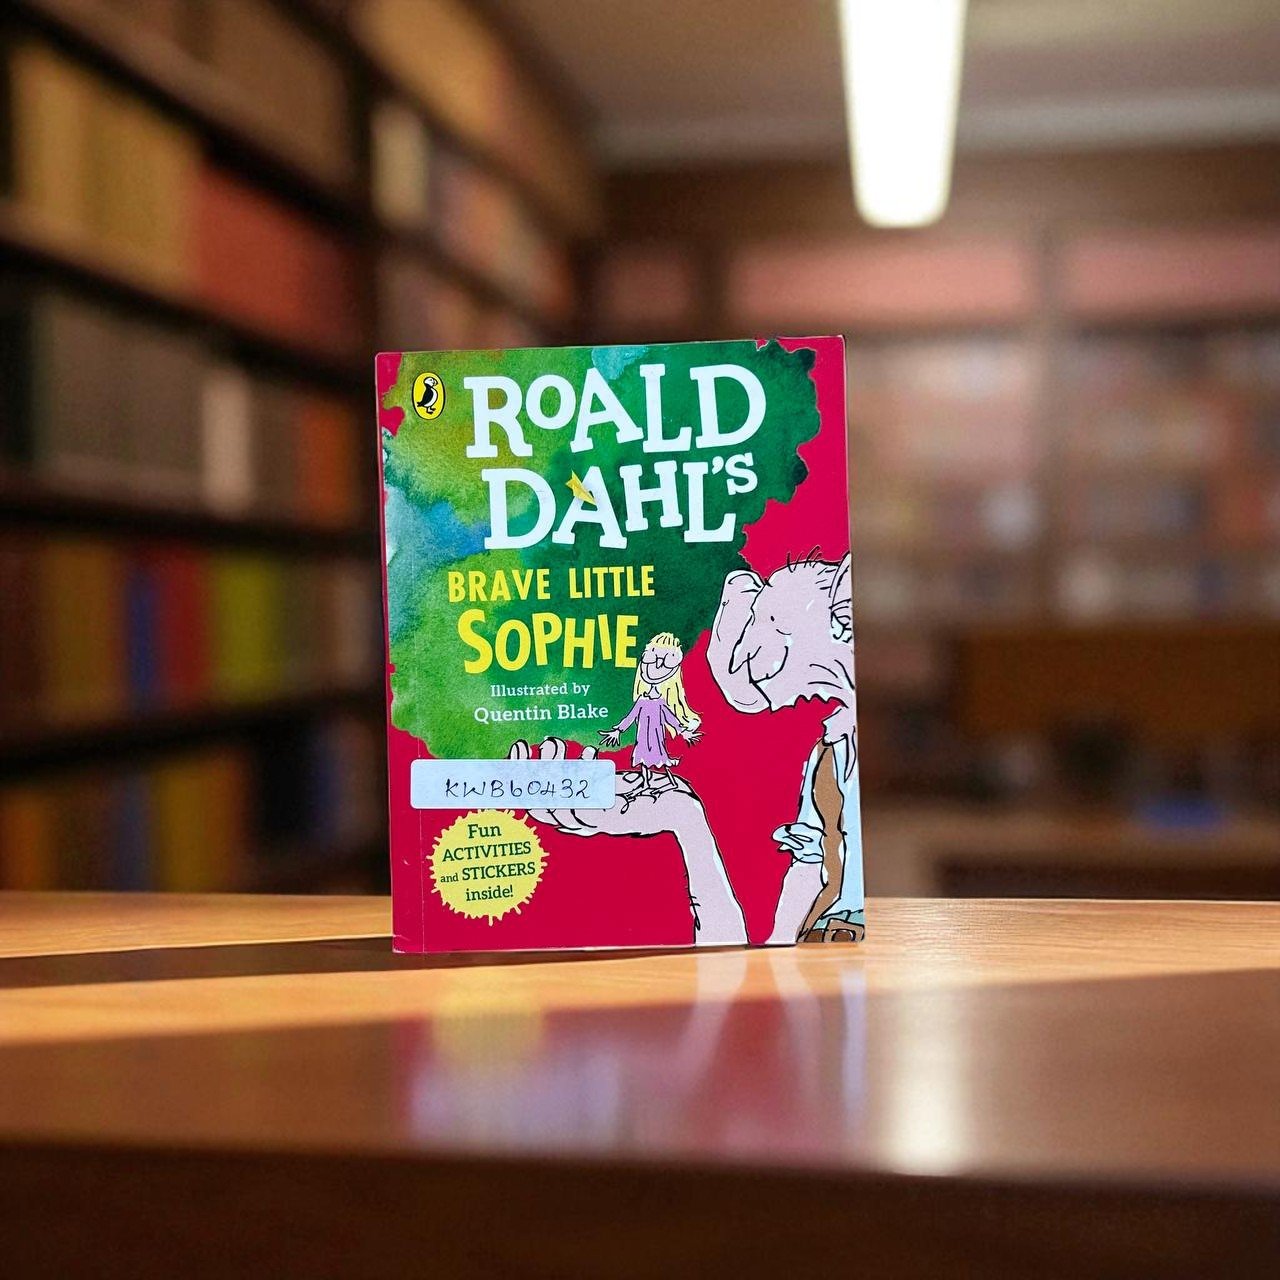 ROALD
DAHL'S
BRAVE LITTLE
SOPHIE
Illustrated by
Quentin Blake
KWB60432
Fun
ACTIVITIES
and STICKERS
inside!